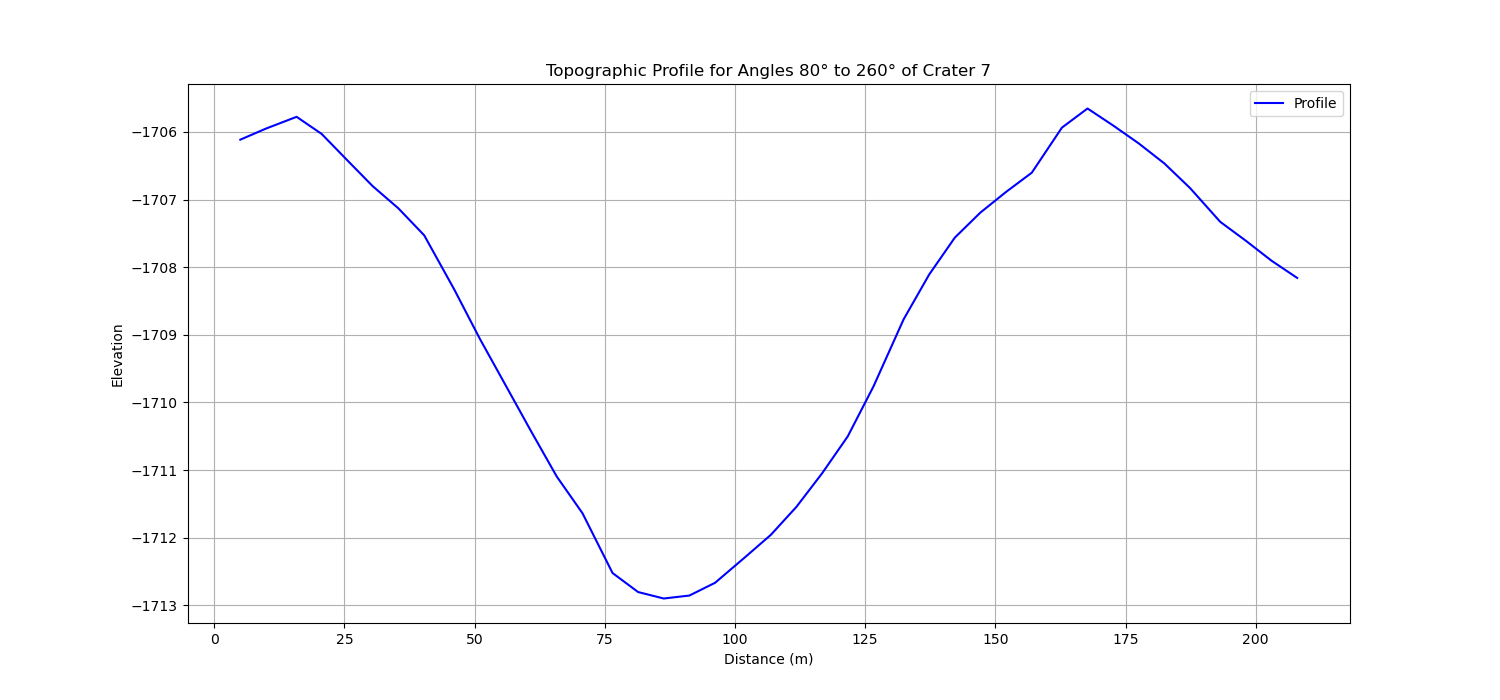 Topographic Profile for Angles 80° to 260° of Crater 7
Profile
−1706
−1707
−1708
−1709
−1710
−1711
−1712
−1713
Elevation
0 25 50 75 100 125 150 175 200
Distance (m)